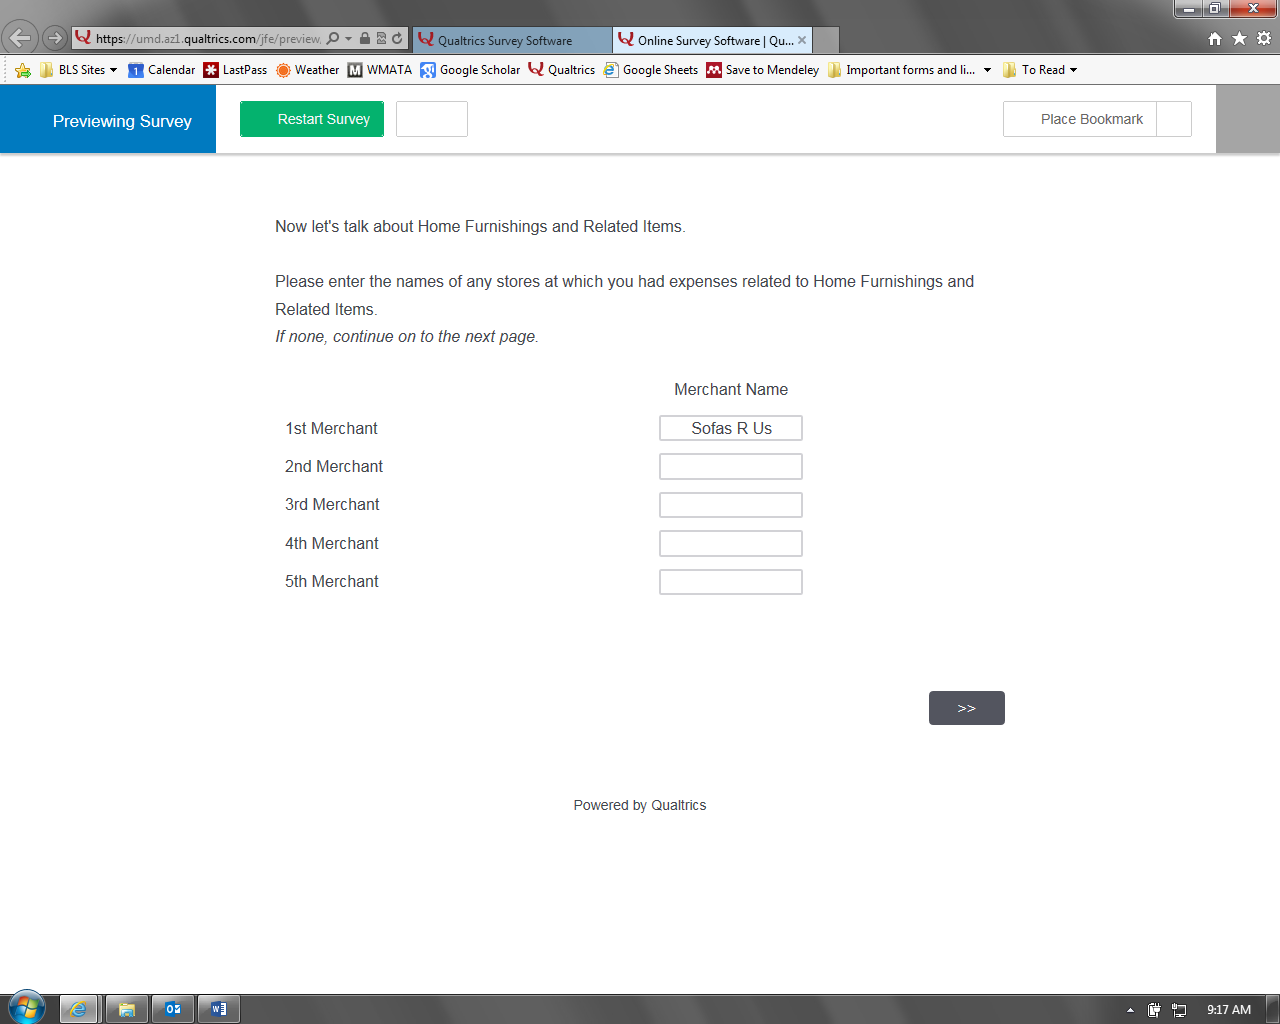 https://umd.az1.qualtrics.com/jfe/preview,
Qualtrics Survey Software
Online Survey Software | Qu...
BLS Sites
Calendar
LastPass
Weather
WMATA
Google Scholar
Qualtrics
Google Sheets
Save to Mendeley
Important forms and li...
To Read
Previewing Survey
Restart Survey
Place Bookmark
Now let's talk about Home Furnishings and Related Items.
Please enter the names of any stores at which you had expenses related to Home Furnishings and
Related Items.
If none, continue on to the next page.
Merchant Name
1st Merchant
Sofas R Us
2nd Merchant
3rd Merchant
4th Merchant
5th Merchant
>>
Powered by Qualtrics
9:17 AM